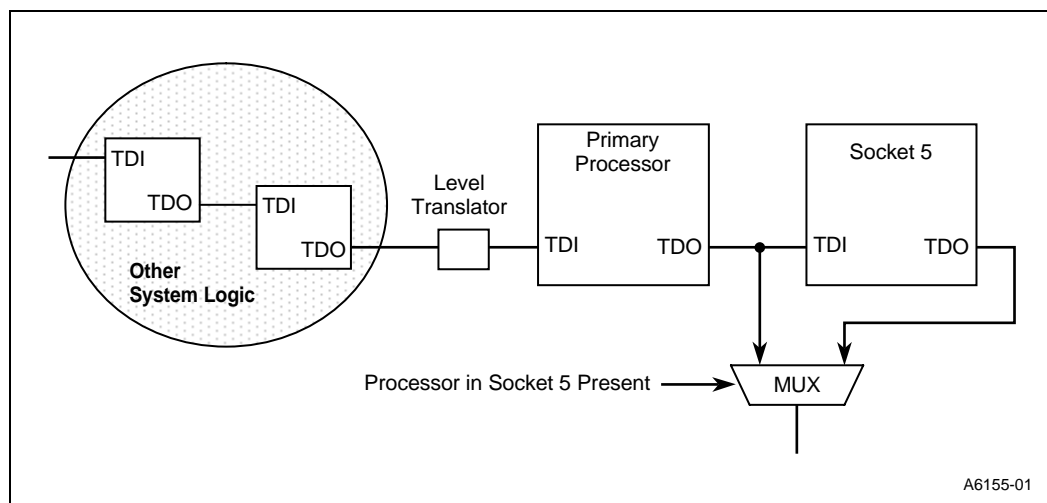 TDI
TDO
TDI
TDO
Other
System Logic
Level
Translator
Primary
Processor
TDI
TDO
Socket 5
TDI
TDO
Processor in Socket 5 Present
MUX
A6155-01